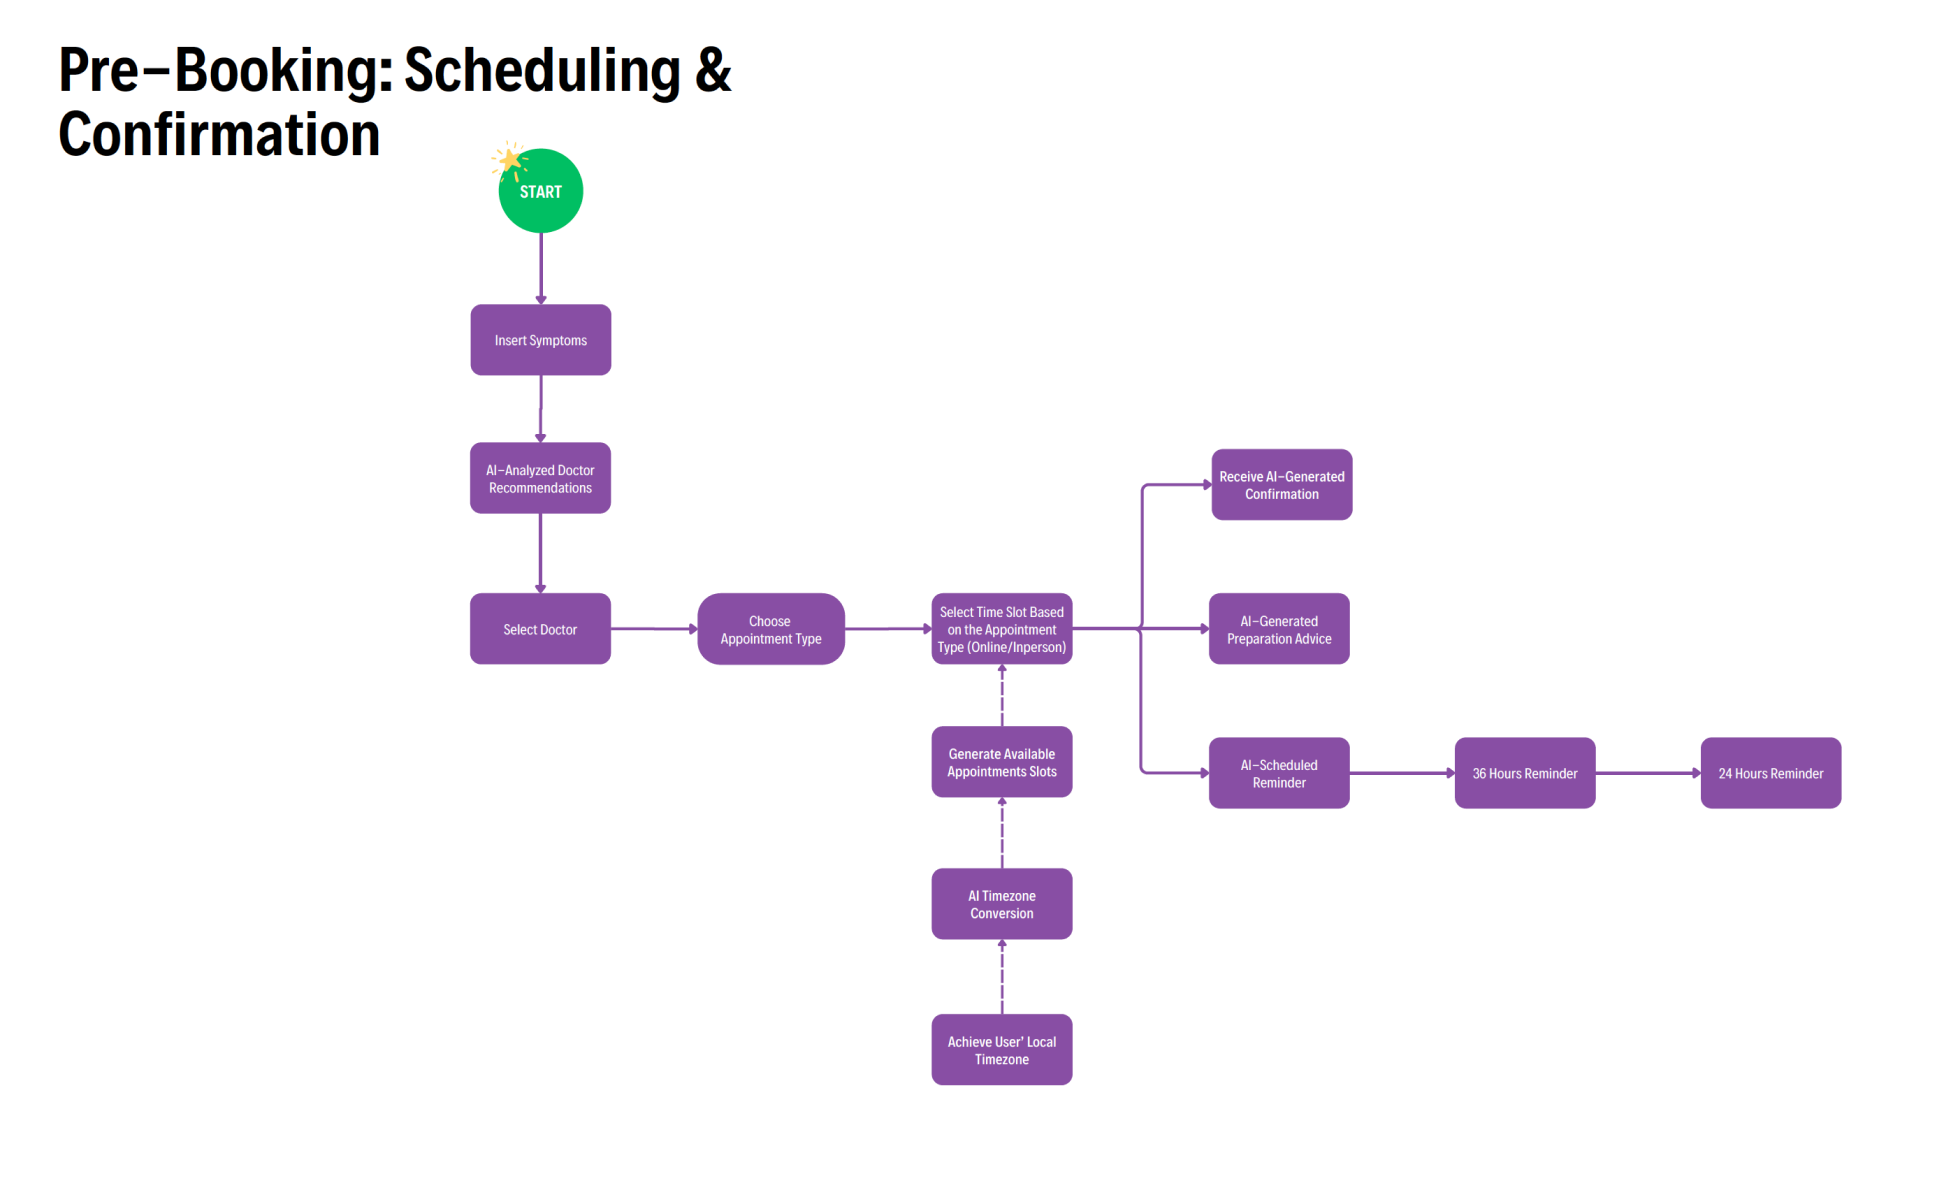 Pre-Booking: Scheduling &
Confirmation
START
Insert Symptoms
AI-Analyzed Doctor
Recommendations
Select Doctor
Choose
Appointment Type
Select Time Slot Based
on the Appointment
Type (Online/Inperson)
Generate Available
Appointments Slots
AI Timezone
Conversion
Achieve User' Local
Timezone
Receive AI-Generated
Confirmation
AI-Generated
Preparation Advice
AI-Scheduled
Reminder
36 Hours Reminder
24 Hours Reminder